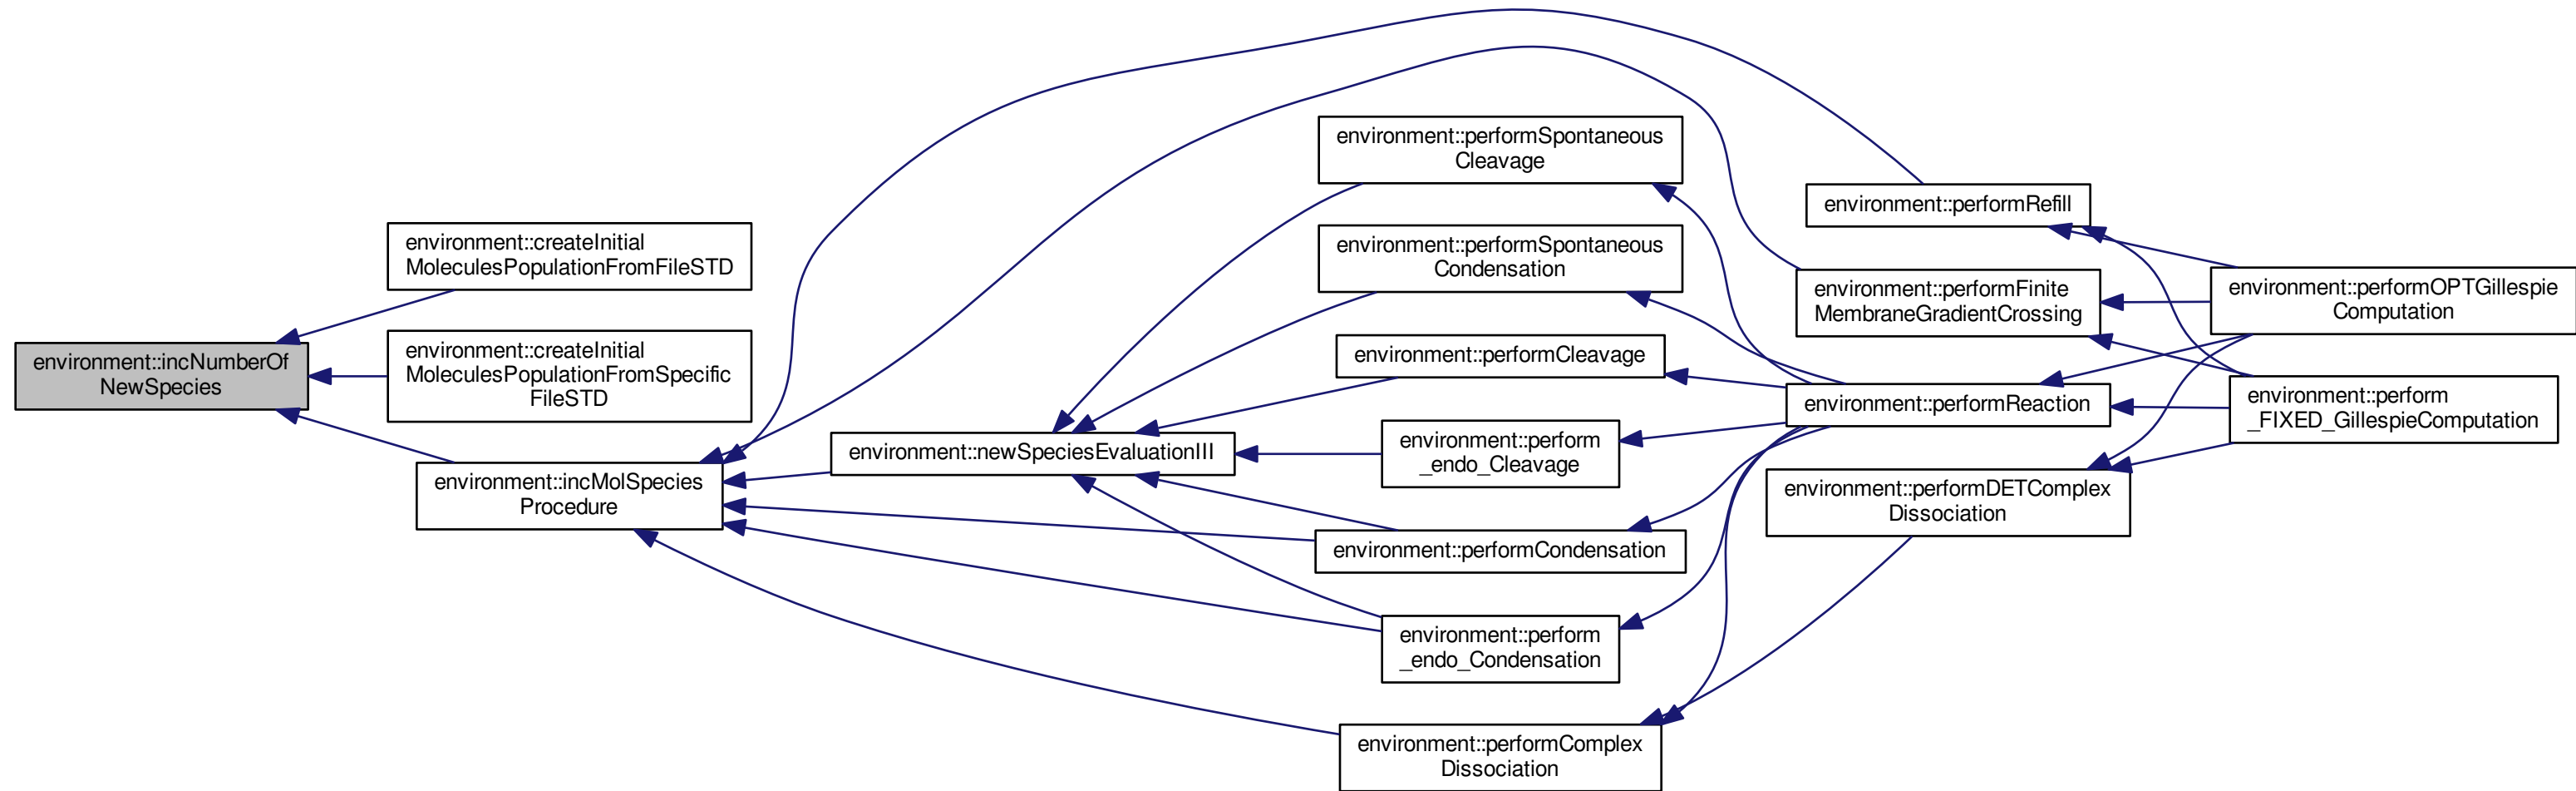 environment::incNumberOf
NewSpecies
environment::createInitial
MoleculesPopulationFromFileSTD
environment::createInitial
MoleculesPopulationFromSpecific
FileSTD
environment::incMolSpecies
Procedure
environment::newSpeciesEvaluationIII
environment::performSpontaneous
Cleavage
environment::performSpontaneous
Condensation
environment::performCleavage
environment::perform
_endo_Cleavage
environment::performCondensation
environment::perform
_endo_Condensation
environment::performComplex
Dissociation
environment::performRefill
environment::performFinite
MembraneGradientCrossing
environment::performReaction
environment::performDETComplex
Dissociation
environment::performOPTGillespie
Computation
environment::perform
_FIXED_GillespieComputation